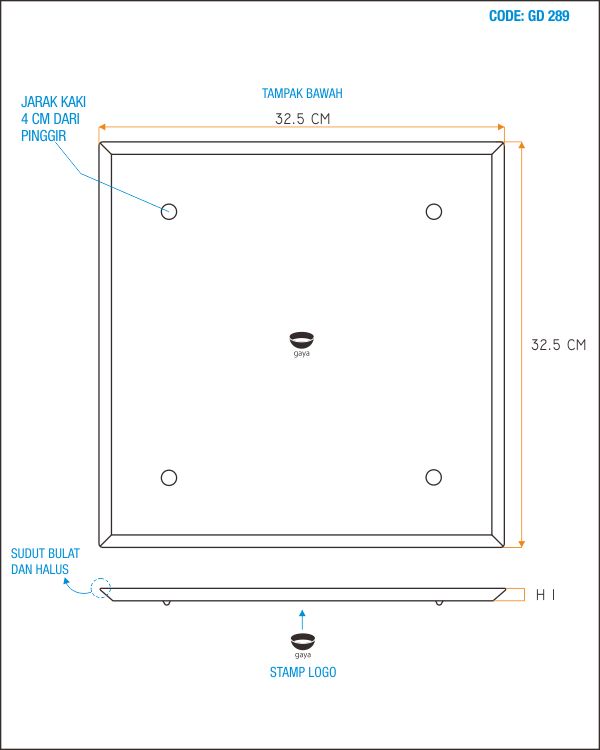 CODE: GD 289
TAMPAK BAWAH
JARAK KAKI
4 CM DARI
PINGGIR
32.5 CM
gaya
32.5 CM
SUDUT BULAT
DAN HALUS
H 1
gaya
STAMP LOGO